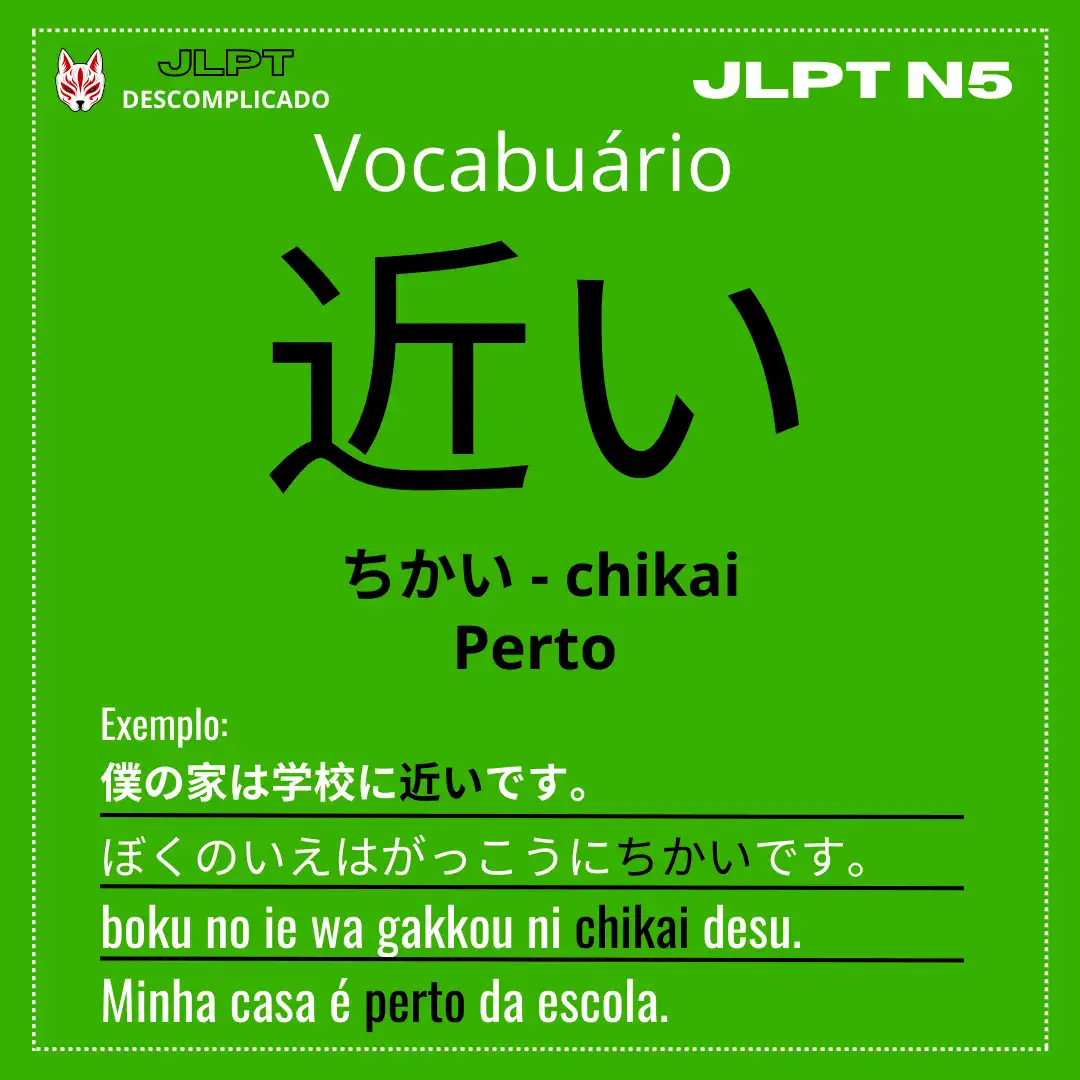 JLPT
DESCOMPLICADO
JLPT N5
Vocabuário
近い
ちかい - chikai
Perto
Exemplo:
僕の家は学校に近いです。
ぼくのいえはがっこうにちかいです。
boku no ie wa gakkou ni chikai desu.
Minha casa é perto da escola.